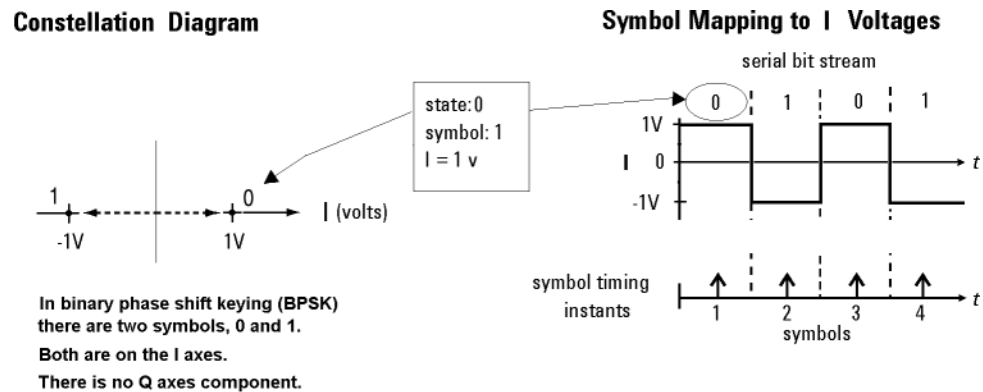 Constellation Diagram
Symbol Mapping to I Voltages
serial bit stream
0 1 0 1
state:0
symbol: 1
I = 1 v
1V
I 0 t
-1V
1 0
I (volts)
-1V 1V
symbol timing
instants
t
1 2 3 4
symbols
In binary phase shift keying (BPSK)
there are two symbols, 0 and 1.
Both are on the I axes.
There is no Q axes component.